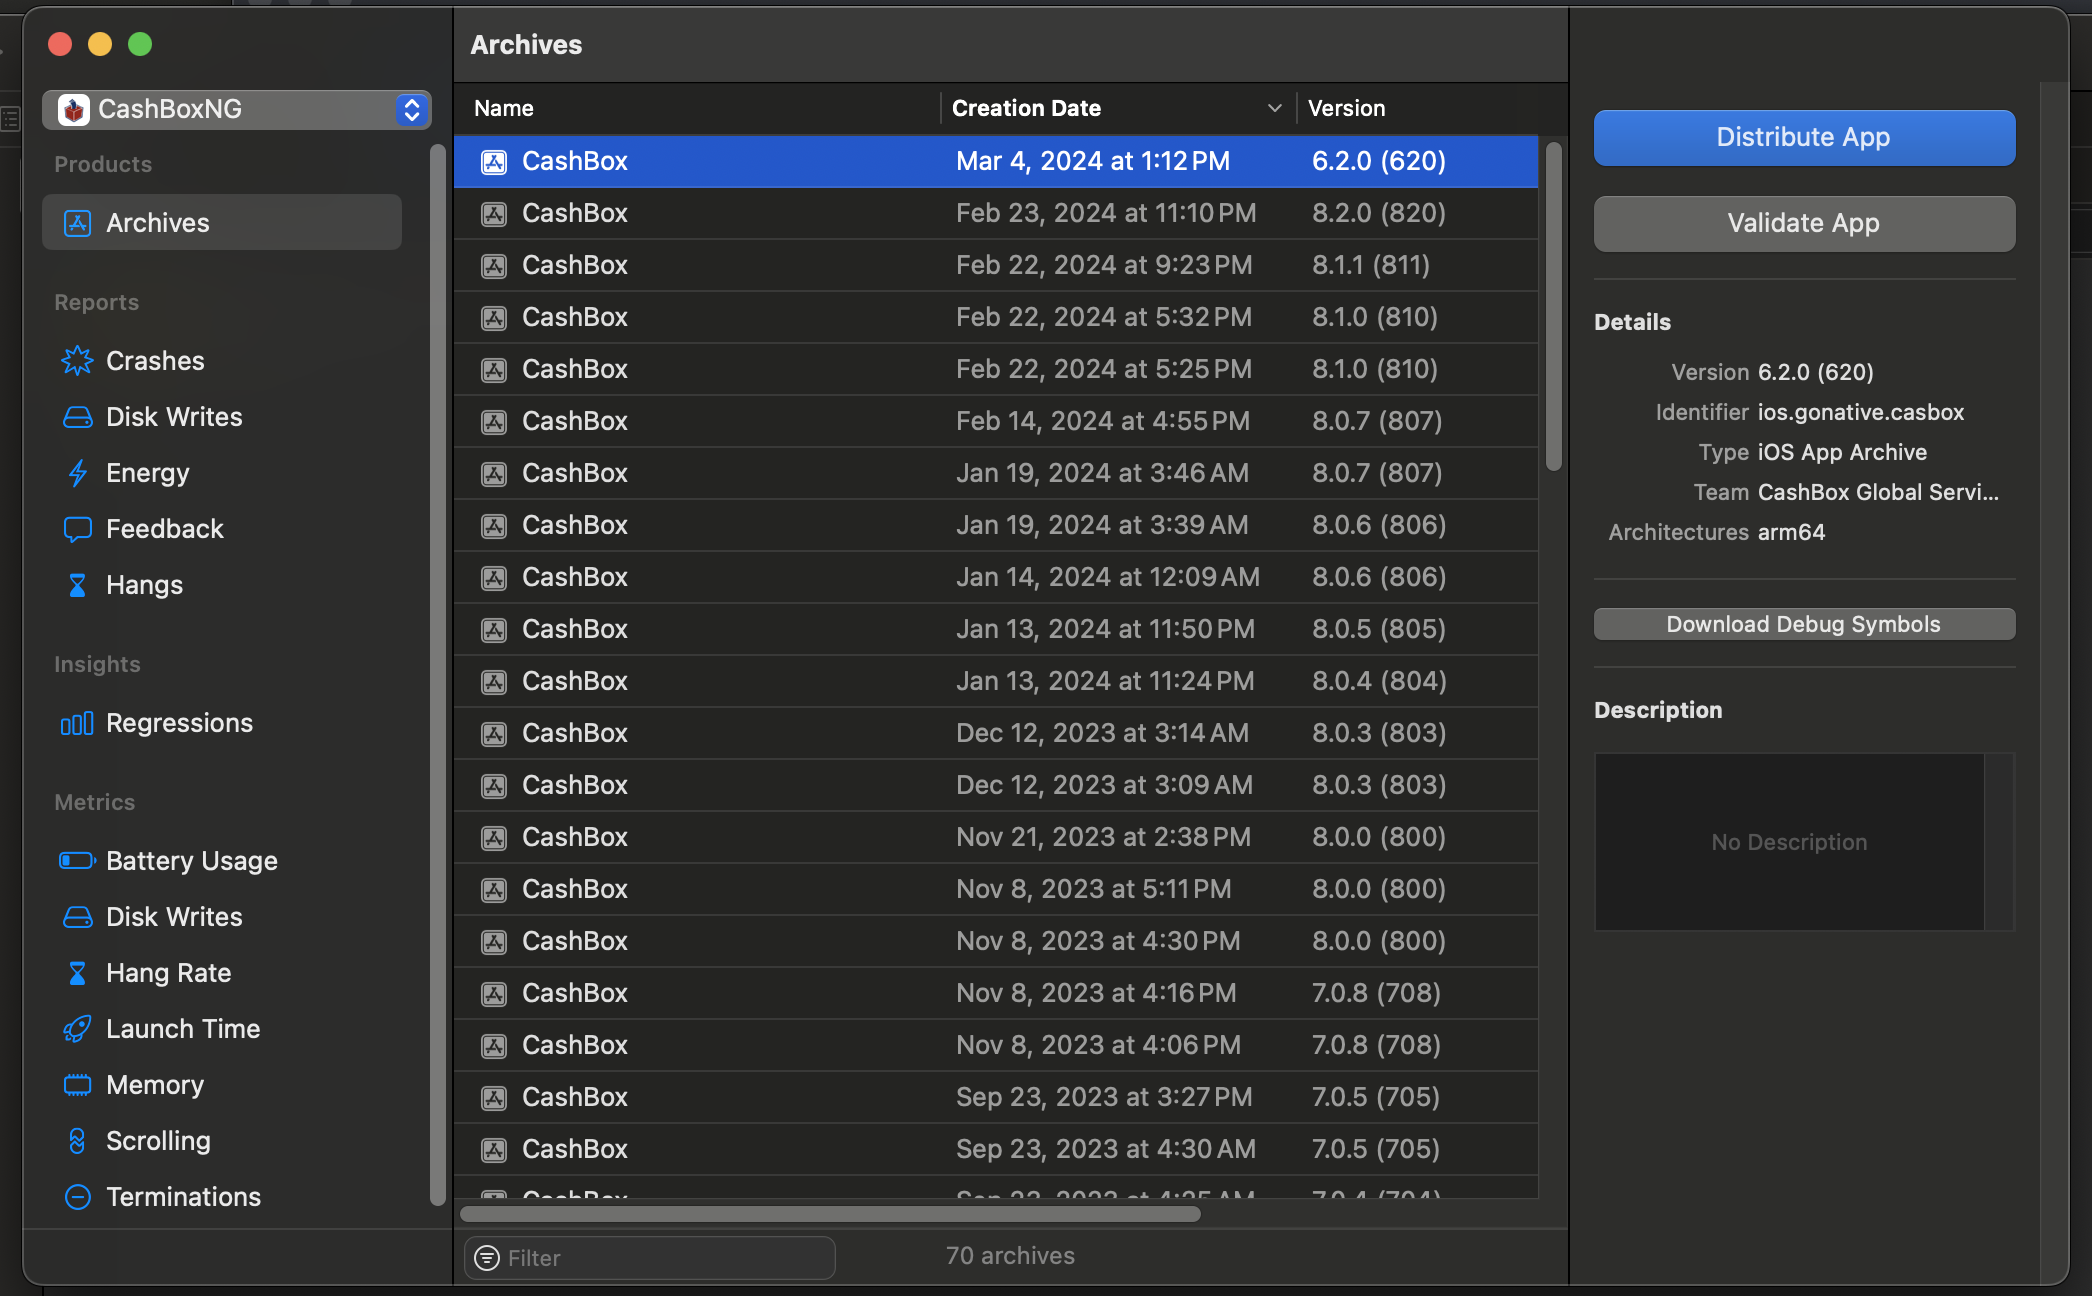 CashBoxNG
Products
Archives
Reports
Crashes
Disk Writes
Energy
Feedback
Hangs
Insights
Regressions
Metrics
Battery Usage
Disk Writes
Hang Rate
Launch Time
Memory
Scrolling
Terminations
Archives
Name Creation Date Version
CashBox Mar 4, 2024 at 1:12 PM 6.2.0 (620)
CashBox Feb 23, 2024 at 11:10 PM 8.2.0 (820)
CashBox Feb 22, 2024 at 9:23 PM 8.1.1 (811)
CashBox Feb 22, 2024 at 5:32 PM 8.1.0 (810)
CashBox Feb 22, 2024 at 5:25 PM 8.1.0 (810)
CashBox Feb 14, 2024 at 4:55 PM 8.0.7 (807)
CashBox Jan 19, 2024 at 3:46 AM 8.0.7 (807)
CashBox Jan 19, 2024 at 3:39 AM 8.0.6 (806)
CashBox Jan 14, 2024 at 12:09 AM 8.0.6 (806)
CashBox Jan 13, 2024 at 11:50 PM 8.0.5 (805)
CashBox Jan 13, 2024 at 11:24 PM 8.0.4 (804)
CashBox Dec 12, 2023 at 3:14 AM 8.0.3 (803)
CashBox Dec 12, 2023 at 3:09 AM 8.0.3 (803)
CashBox Nov 21, 2023 at 2:38 PM 8.0.0 (800)
CashBox Nov 8, 2023 at 5:11 PM 8.0.0 (800)
CashBox Nov 8, 2023 at 4:30 PM 8.0.0 (800)
CashBox Nov 8, 2023 at 4:16 PM 7.0.8 (708)
CashBox Nov 8, 2023 at 4:06 PM 7.0.8 (708)
CashBox Sep 23, 2023 at 3:27 PM 7.0.5 (705)
CashBox Sep 23, 2023 at 4:30 AM 7.0.5 (705)
CashBox Sep 23, 2023 at 4:25 AM 7.0.4 (704)
Filter
70 archives
Distribute App
Validate App
Details
Version 6.2.0 (620)
Identifier ios.gonative.casbox
Type iOS App Archive
Team CashBox Global Servi...
Architectures arm64
Download Debug Symbols
Description
No Description